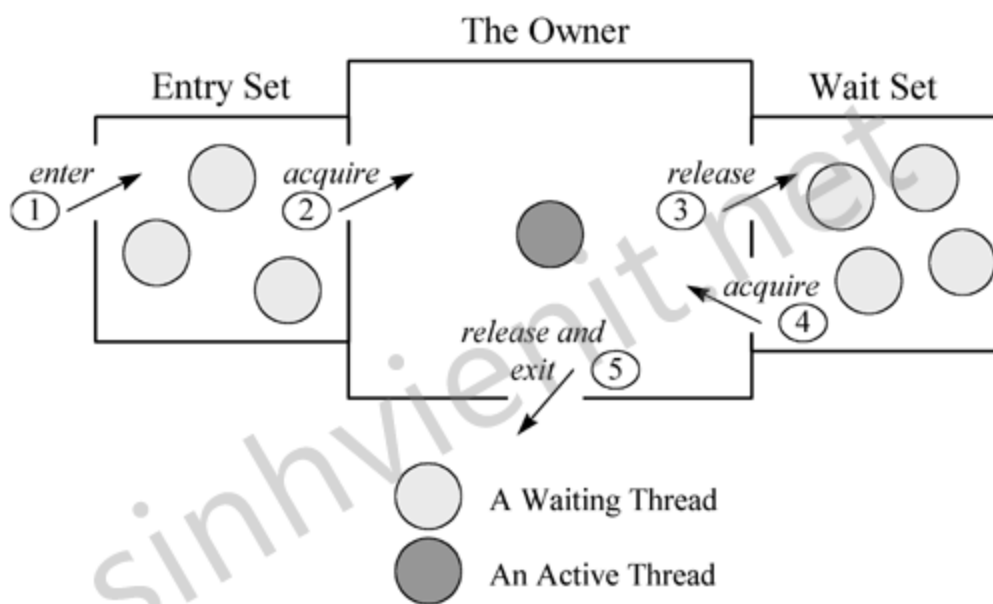 The Owner
Entry Set
Wait Set
enter
1
acquire
2
release
3
acquire
4
release and
exit
5
A Waiting Thread
An Active Thread
sinhvienit.net